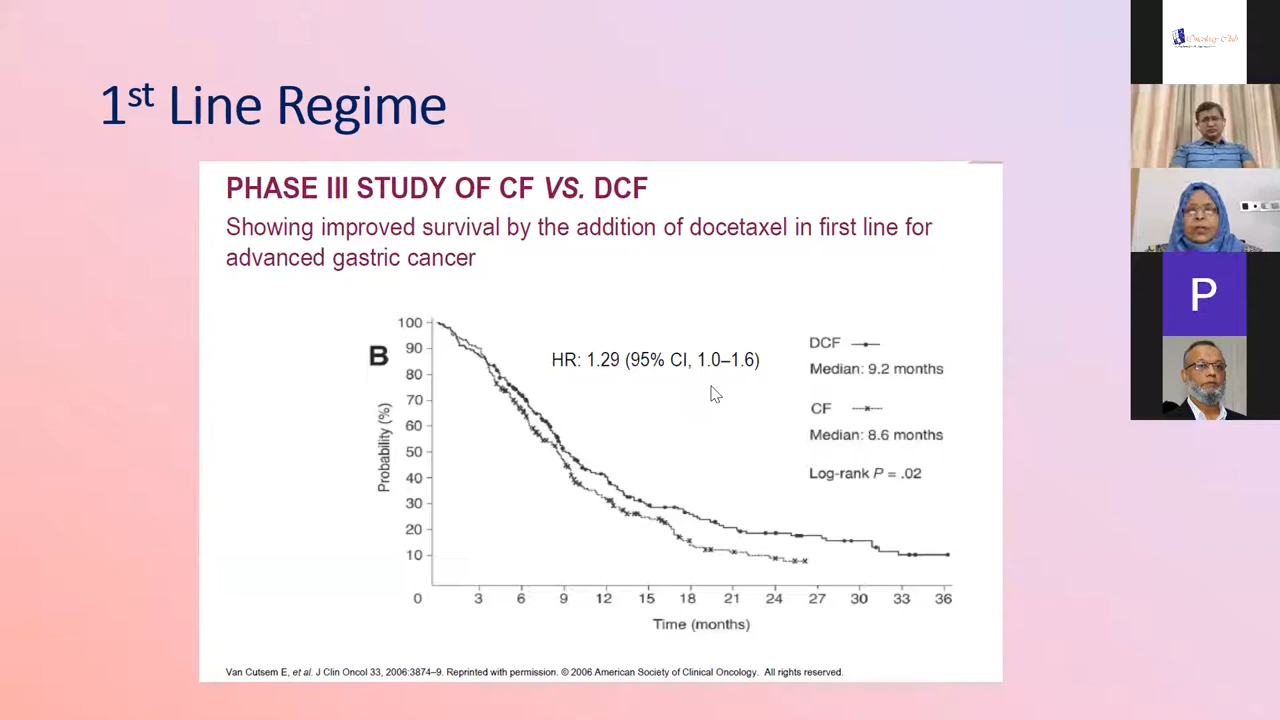 1st Line Regime
PHASE III STUDY OF CF VS. DCF
Showing improved survival by the addition of docetaxel in first line for
advanced gastric cancer
B
HR: 1.29 (95% CI, 1.0–1.6)
DCF
Median: 9.2 months
CF
Median: 8.6 months
Log-rank P = .02
Probability (%)
100
90
80
70
60
50
40
30
20
10
0 3 6 9 12 15 18 21 24 27 30 33 36
Time (months)
Van Cutsem E, et al. J Clin Oncol 33, 2006:3874–9. Reprinted with permission. © 2006 American Society of Clinical Oncology. All rights reserved.
Oncology Club
P